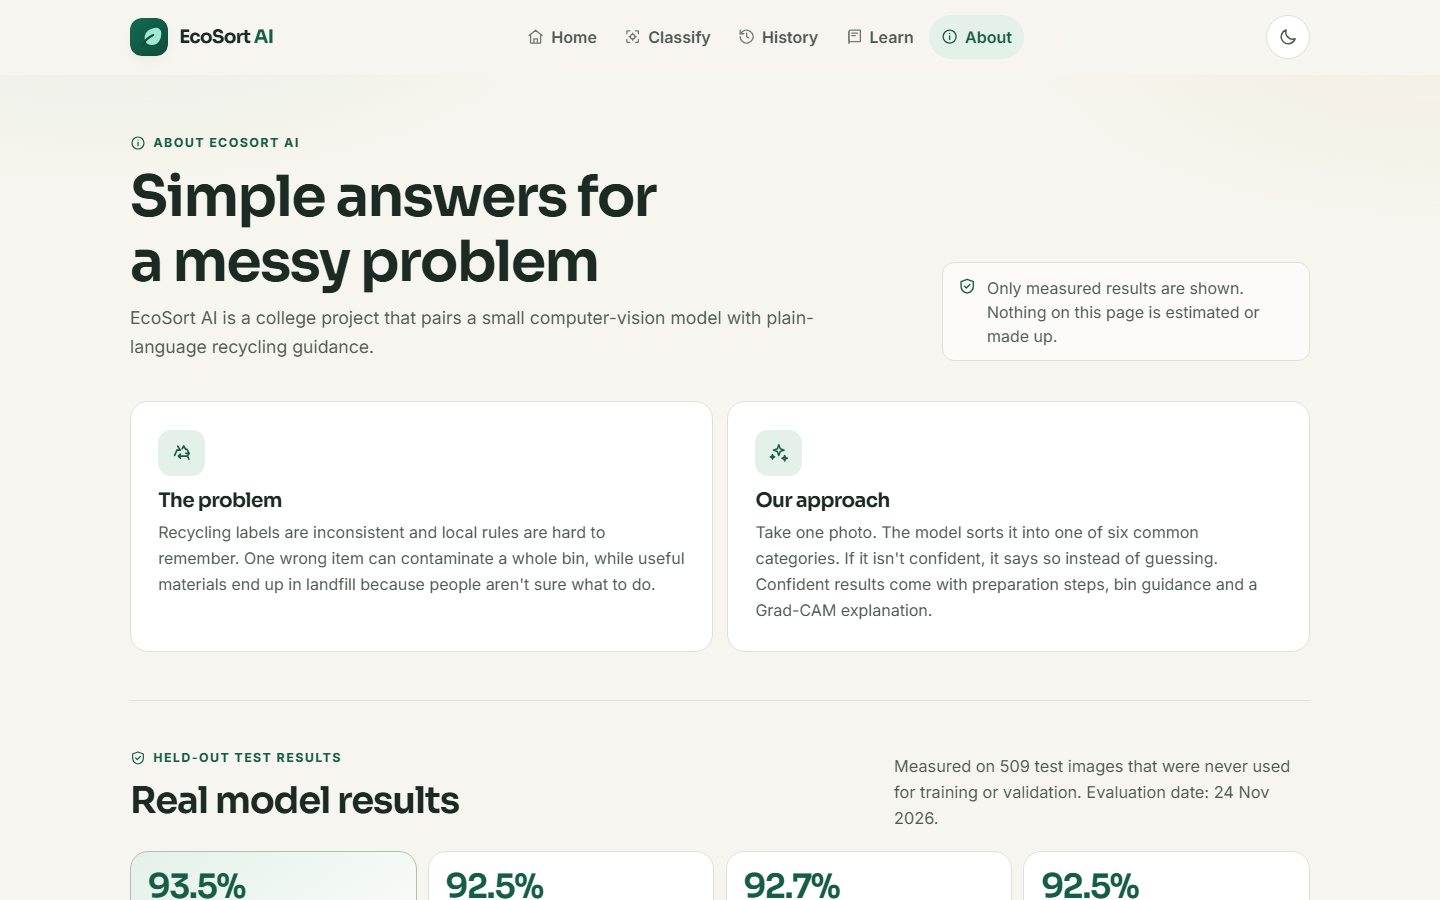 EcoSort AI
Home
Classify
History
Learn
About
ABOUT ECOSORT AI
Simple answers for
a messy problem
EcoSort AI is a college project that pairs a small computer-vision model with plain-
language recycling guidance.
Only measured results are shown.
Nothing on this page is estimated or
made up.
The problem
Recycling labels are inconsistent and local rules are hard to
remember. One wrong item can contaminate a whole bin, while useful
materials end up in landfill because people aren't sure what to do.
Our approach
Take one photo. The model sorts it into one of six common
categories. If it isn't confident, it says so instead of guessing.
Confident results come with preparation steps, bin guidance and a
Grad-CAM explanation.
HELD-OUT TEST RESULTS
Real model results
Measured on 509 test images that were never used
for training or validation. Evaluation date: 24 Nov
2026.
93.5%
92.5%
92.7%
92.5%